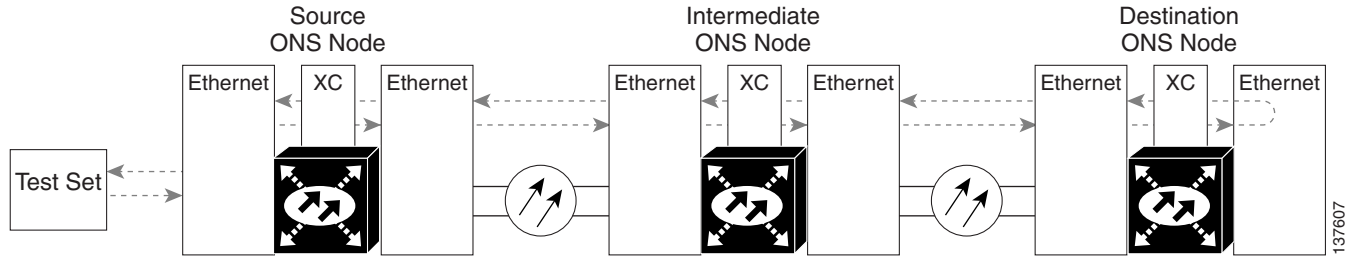 Source
ONS Node
Intermediate
ONS Node
Destination
ONS Node
Ethernet
XC
Ethernet
Ethernet
XC
Ethernet
Ethernet
XC
Ethernet
Test Set
137607